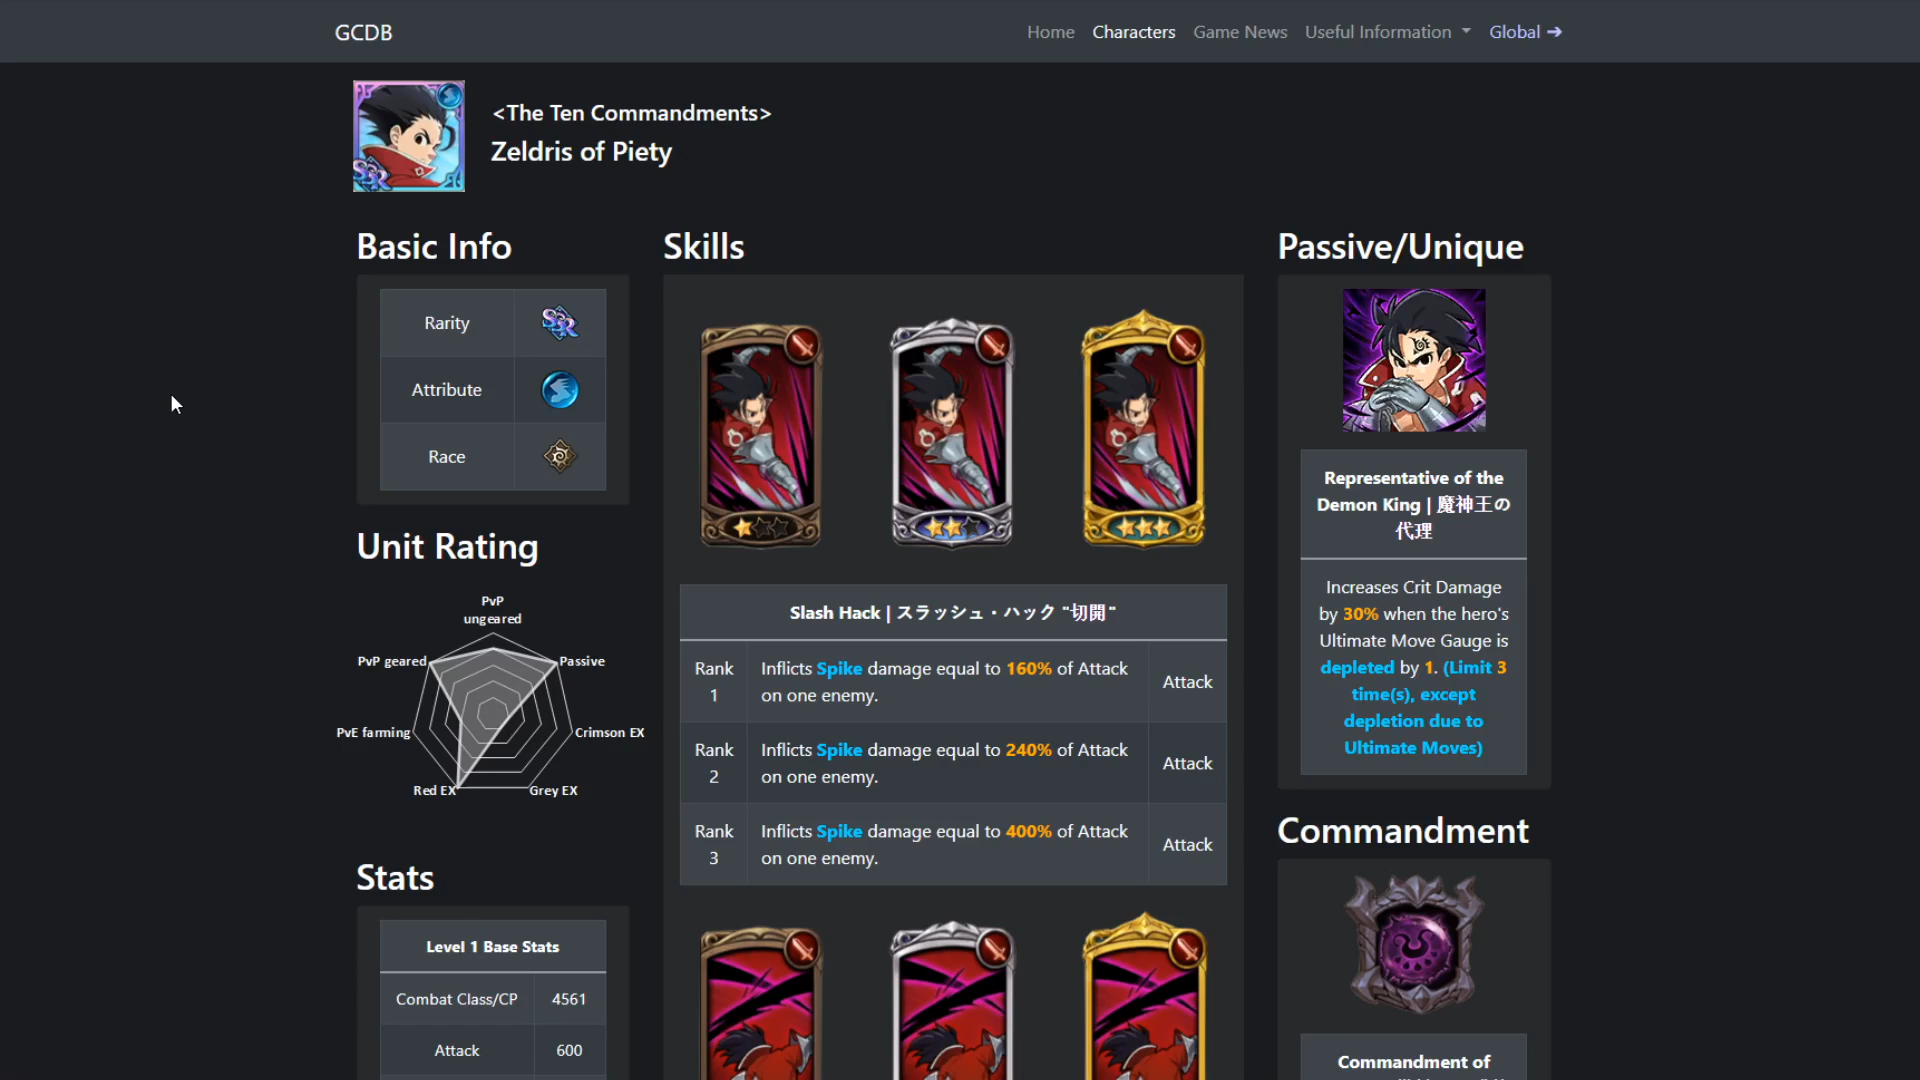 GCDB
Home Characters Game News Useful Information Global ➔
<The Ten Commandments>
Zeldris of Piety
SSR
Basic Info
Rarity SSR
Attribute
Race
Unit Rating
PvP
ungeared
PvP geared
Passive
PvE farming
Crimson EX
Red EX
Grey EX
Stats
Level 1 Base Stats
Combat Class/CP 4561
Attack 600
Skills
Slash Hack | スラッシュ・ハック "切開"
Rank
1
Inflicts Spike damage equal to 160% of Attack
on one enemy.
Attack
Rank
2
Inflicts Spike damage equal to 240% of Attack
on one enemy.
Attack
Rank
3
Inflicts Spike damage equal to 400% of Attack
on one enemy.
Attack
Passive/Unique
Representative of the
Demon King | 魔神王の
代理
Increases Crit Damage
by 30% when the hero's
Ultimate Move Gauge is
depleted by 1. (Limit 3
time(s), except
depletion due to
Ultimate Moves)
Commandment
Commandment of